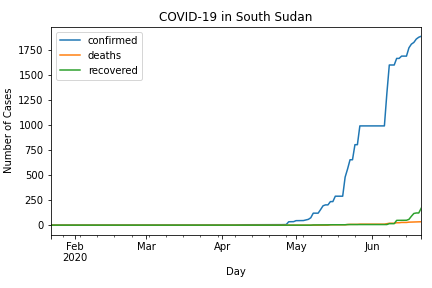 COVID-19 in South Sudan
confirmed
deaths
recovered
Number of Cases
1750
1500
1250
1000
750
500
250
0
Feb
2020
Mar
Apr
May
Jun
Day